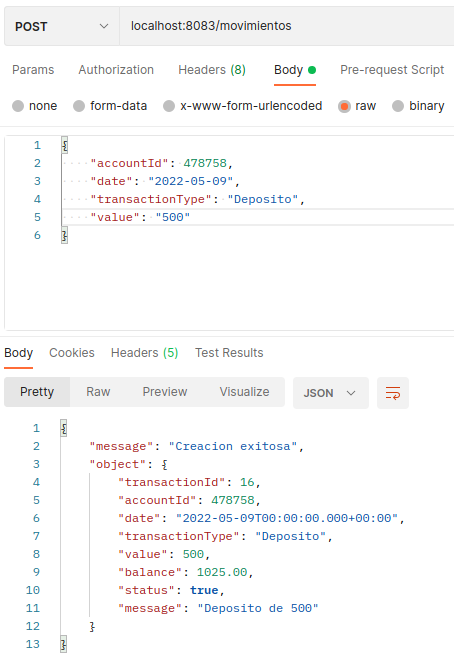 POST localhost:8083/movimientos
Params Authorization Headers (8) Body Pre-request Script
none form-data x-www-form-urlencoded raw binary
1 {
2 "accountId": 478758,
3 "date": "2022-05-09",
4 "transactionType": "Deposito",
5 "value": "500"
6 }
Body Cookies Headers (5) Test Results
Pretty Raw Preview Visualize JSON
1 {
2 "message": "Creacion exitosa",
3 "object": {
4 "transactionId": 16,
5 "accountId": 478758,
6 "date": "2022-05-09T00:00:00.000+00:00",
7 "transactionType": "Deposito",
8 "value": 500,
9 "balance": 1025.00,
10 "status": true,
11 "message": "Deposito de 500"
12 }
13 }